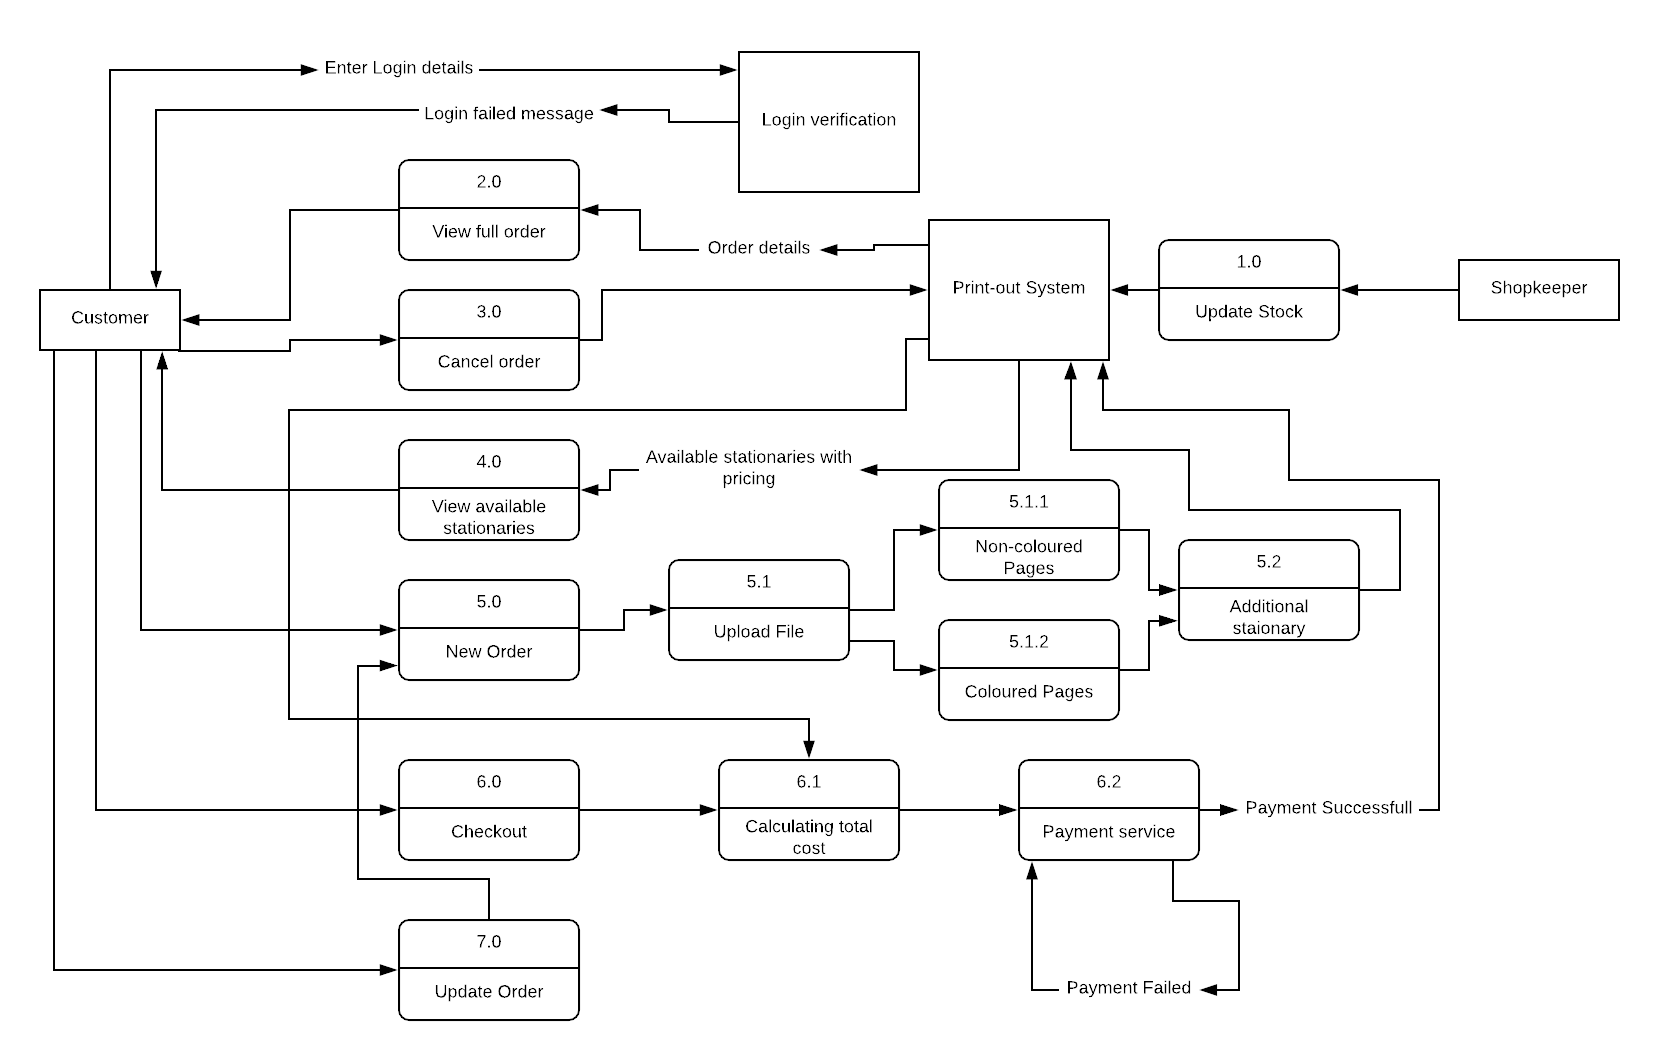 Enter Login details
Login failed message
Login verification
2.0
View full order
Order details
Print-out System
1.0
Update Stock
Shopkeeper
Customer
3.0
Cancel order
4.0
View available
stationaries
Available stationaries with
pricing
5.1.1
Non-coloured
Pages
5.0
New Order
5.1
Upload File
5.1.2
Coloured Pages
5.2
Additional
staionary
6.0
Checkout
6.1
Calculating total
cost
6.2
Payment service
Payment Successfull
7.0
Update Order
Payment Failed